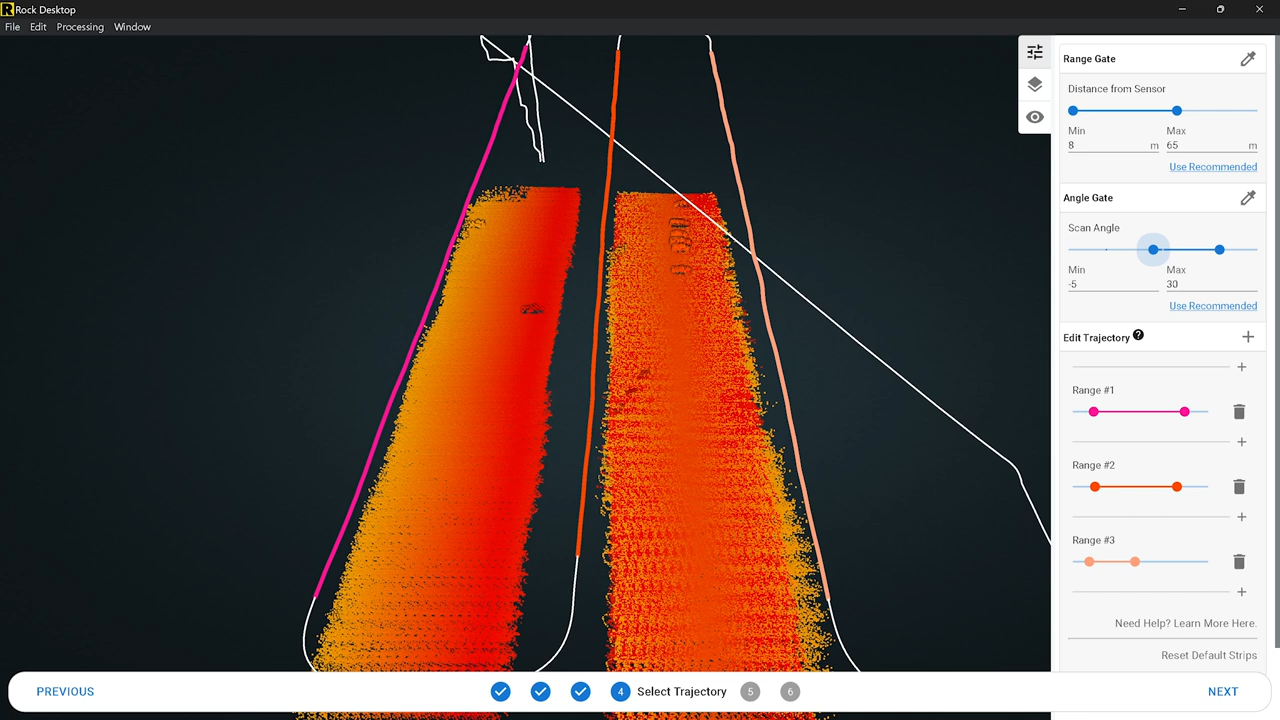 R Rock Desktop
File Edit Processing Window
Range Gate
Distance from Sensor
Min Max
8 m 65 m
Use Recommended
Angle Gate
Scan Angle
Min Max
-5 30
Use Recommended
Edit Trajectory ?
Range #1
Range #2
Range #3
Need Help? Learn More Here.
Reset Default Strips
PREVIOUS 4 Select Trajectory 5 6 NEXT